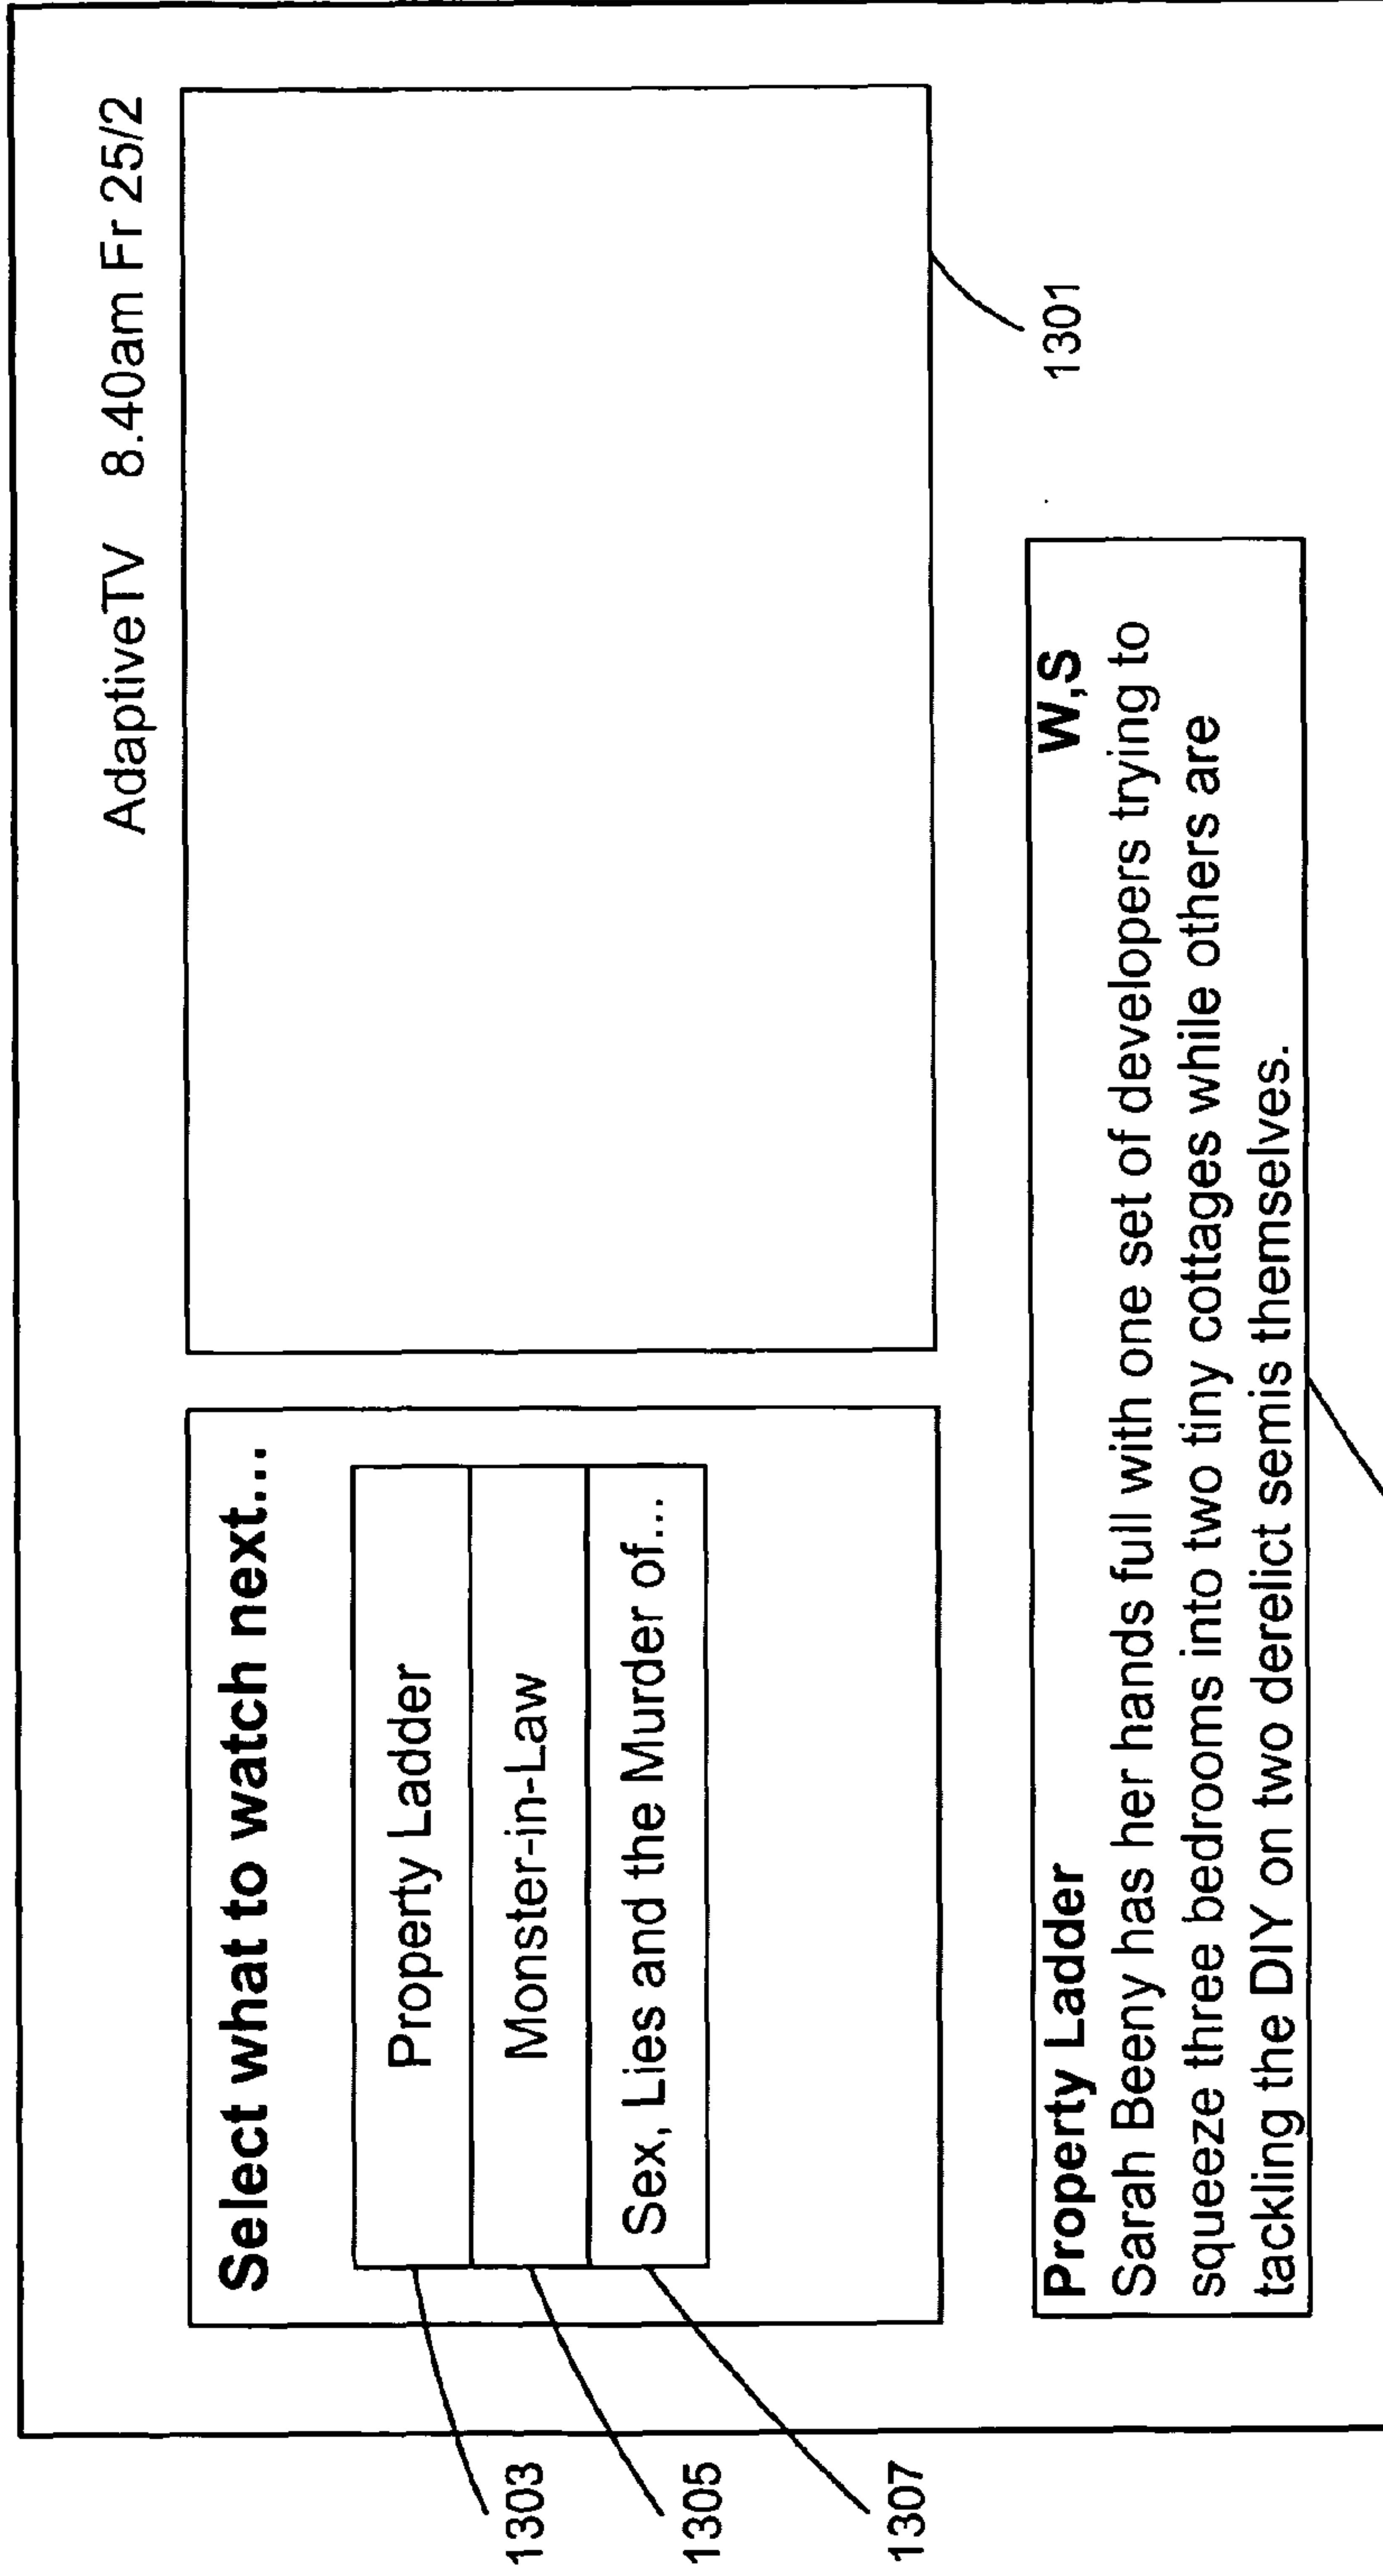 AdaptiveTV 8.40am Fr 25/2
Select what to watch next...
Property Ladder
Monster-in-Law
Sex, Lies and the Murder of...
1303
1305
1307
1301
Property Ladder W,S
Sarah Beeny has her hands full with one set of developers trying to
squeeze three bedrooms into two tiny cottages while others are
tackling the DIY on two derelict semis themselves.